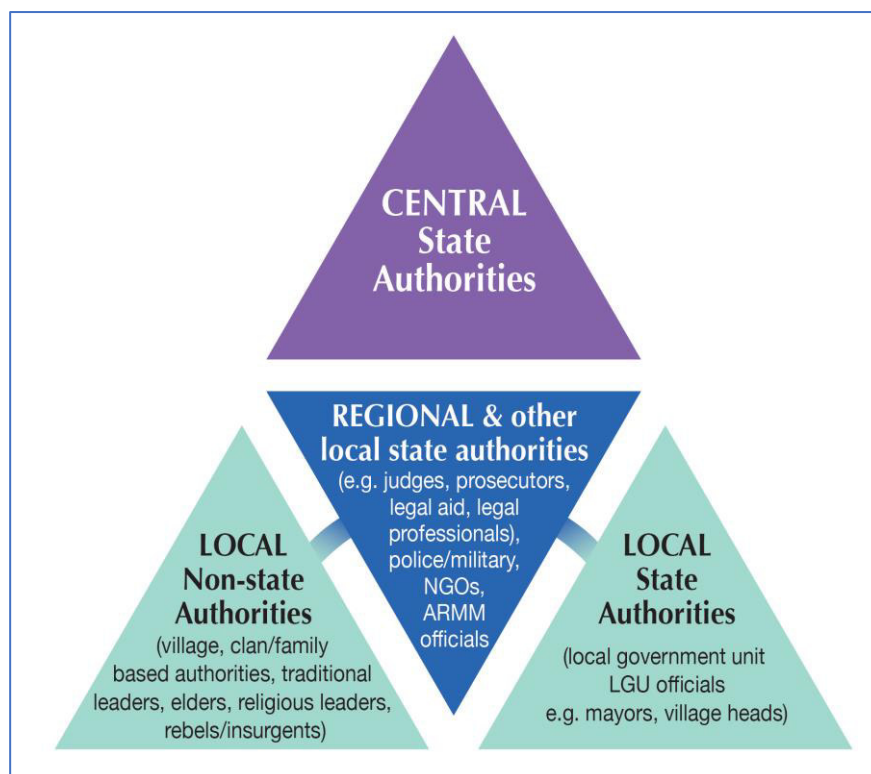 CENTRAL
State
Authorities
REGIONAL & other
local state authorities
(e.g. judges, prosecutors,
legal aid, legal
professionals),
police/military,
NGOs,
ARMM
officials
LOCAL
Non-state
Authorities
(village, clan/family
based authorities, traditional
leaders, elders, religious leaders,
rebels/insurgents)
LOCAL
State
Authorities
(local government unit
LGU officials
e.g. mayors, village heads)